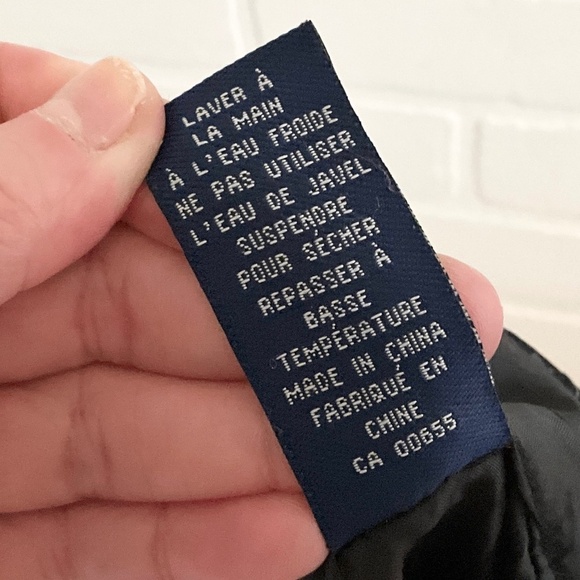 LAVER À
LA MAIN
À L'EAU FROIDE
NE PAS UTILISER
L'EAU DE JAVEL
SUSPENDRE
POUR SÉCHER
REPASSER À
BASSE
TEMPÉRATURE
MADE IN CHINA
FABRIQUÉ EN
CHINE
CA 00655